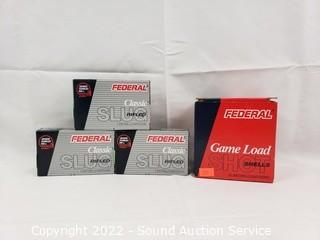 FEDERAL
Classic
SLUG
RIFLED
FEDERAL
Classic
SLUG
RIFLED
FEDERAL
Classic
SLUG
RIFLED
FEDERAL
Game Load
SHOT
SHELLS
Copyright 2022 - Sound Auction Service